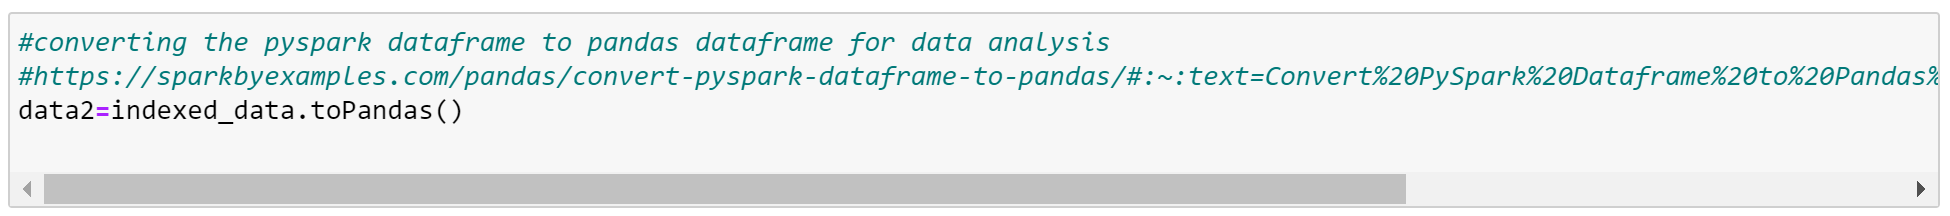 #converting the pyspark dataframe to pandas dataframe for data analysis
#https://sparkbyexamples.com/pandas/convert-pyspark-dataframe-to-pandas/#:~:text=Convert%20PySpark%20Dataframe%20to%20Pandas%
data2=indexed_data.toPandas()